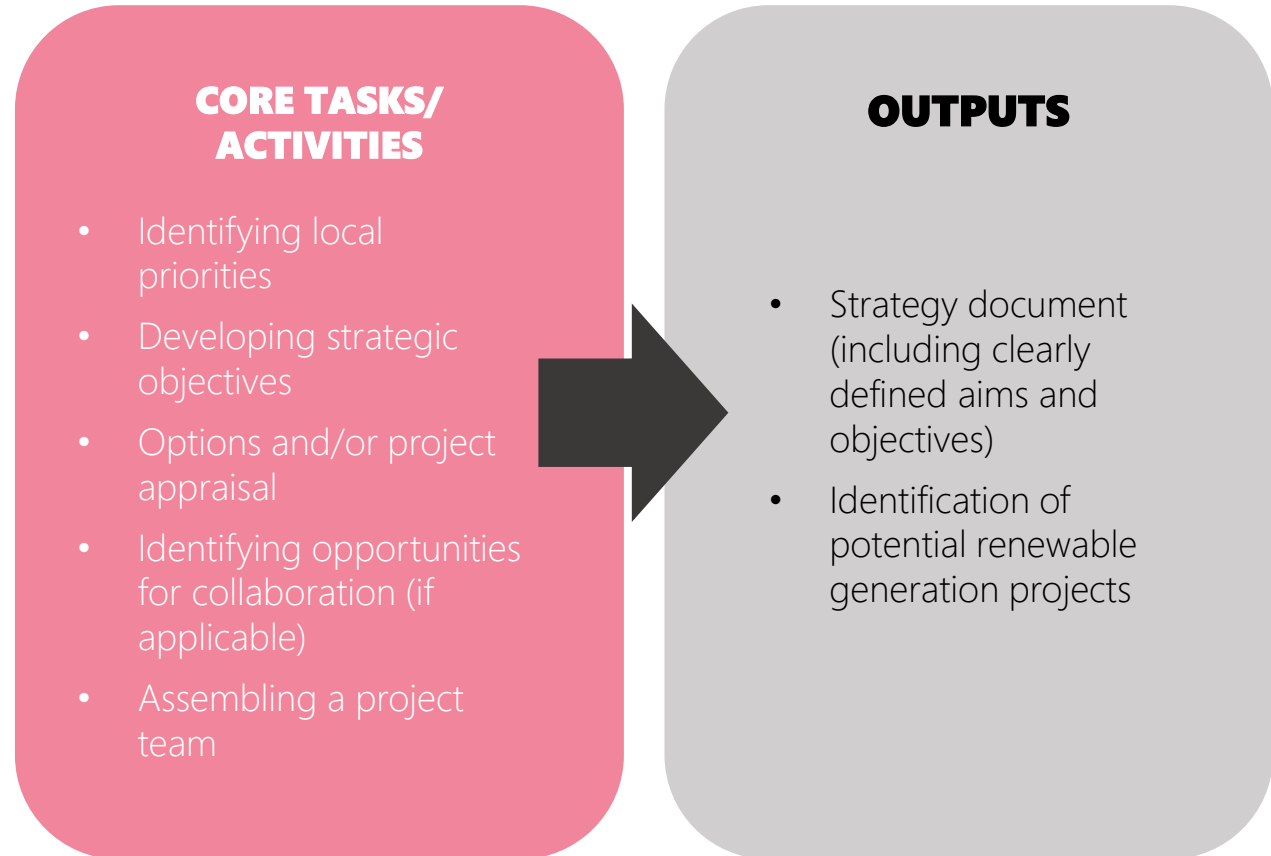 CORE TASKS/
ACTIVITIES
• Identifying local
priorities
• Developing strategic
objectives
• Options and/or project
appraisal
• Identifying opportunities
for collaboration (if
applicable)
• Assembling a project
team
OUTPUTS
• Strategy document
(including clearly
defined aims and
objectives)
• Identification of
potential renewable
generation projects